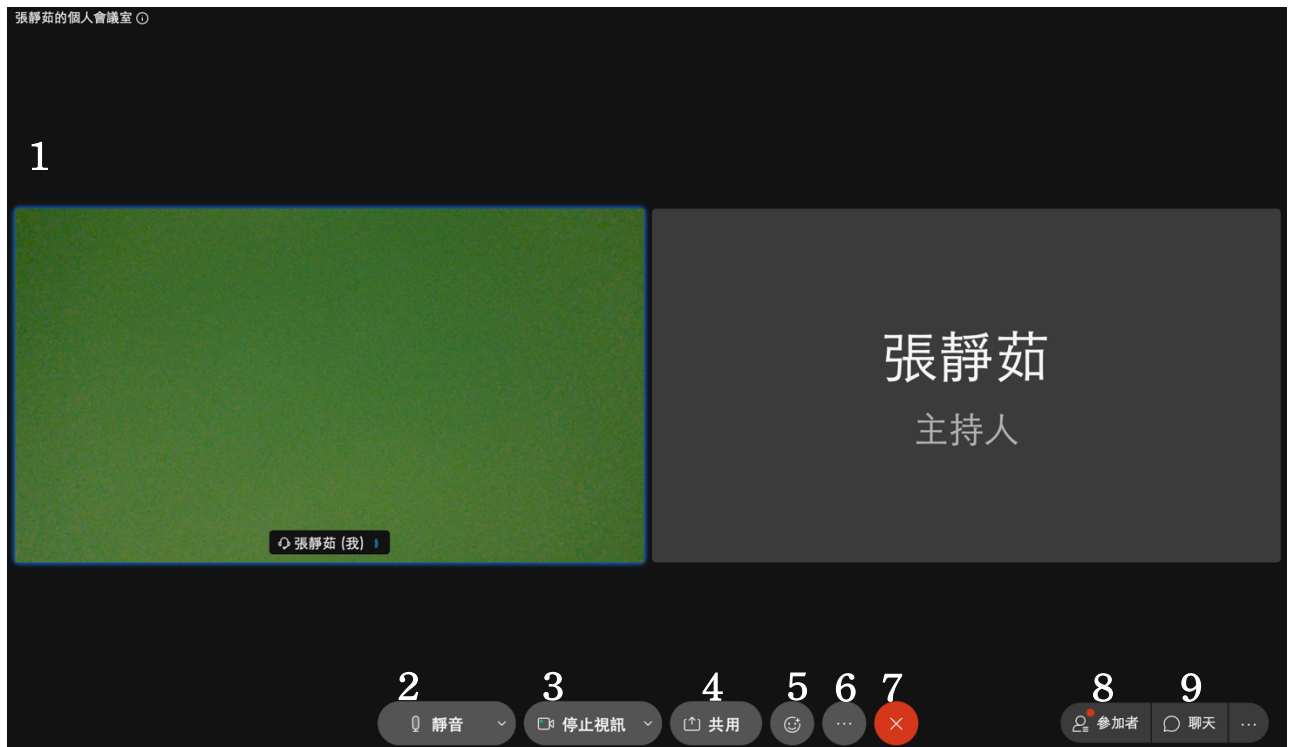 張靜茹的個人會議室
1
張靜茹
主持人
張靜茹 (我)
2 3 4 5 6 7 8 9
靜音 停止視訊 共用 參加者 聊天